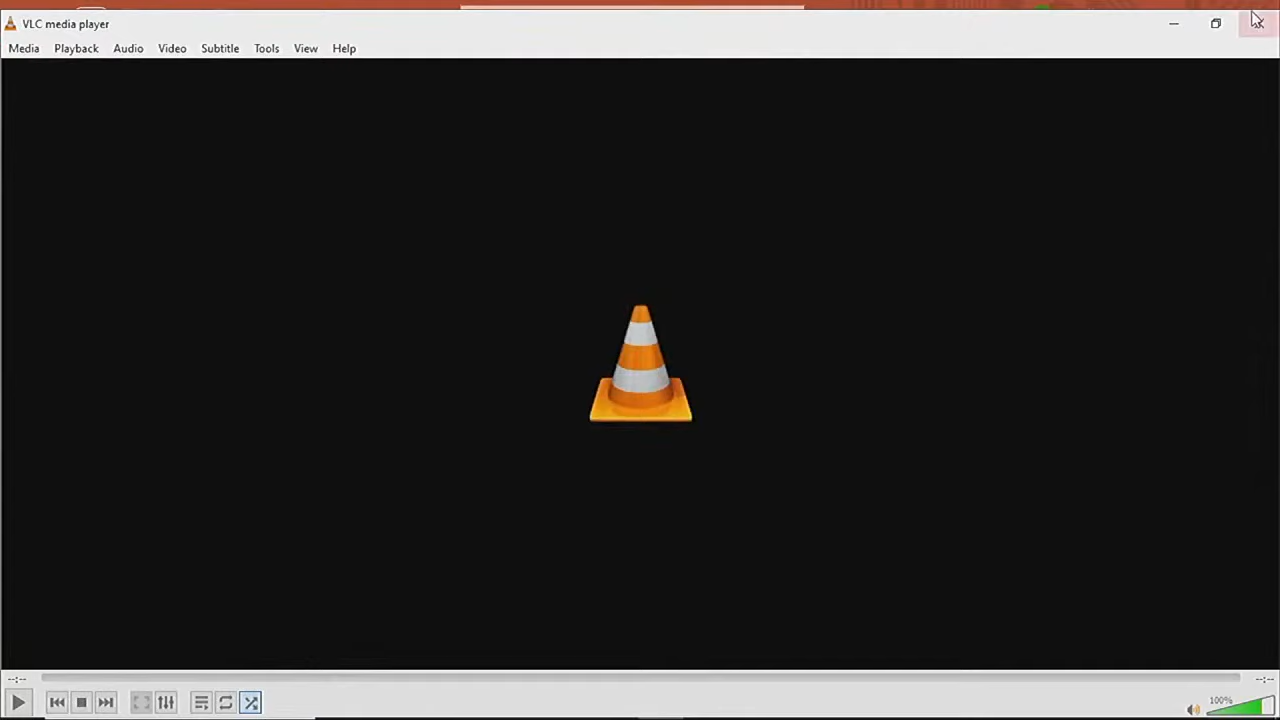 VLC media player
Media Playback Audio Video Subtitle Tools View Help
--:-- --:--
100%